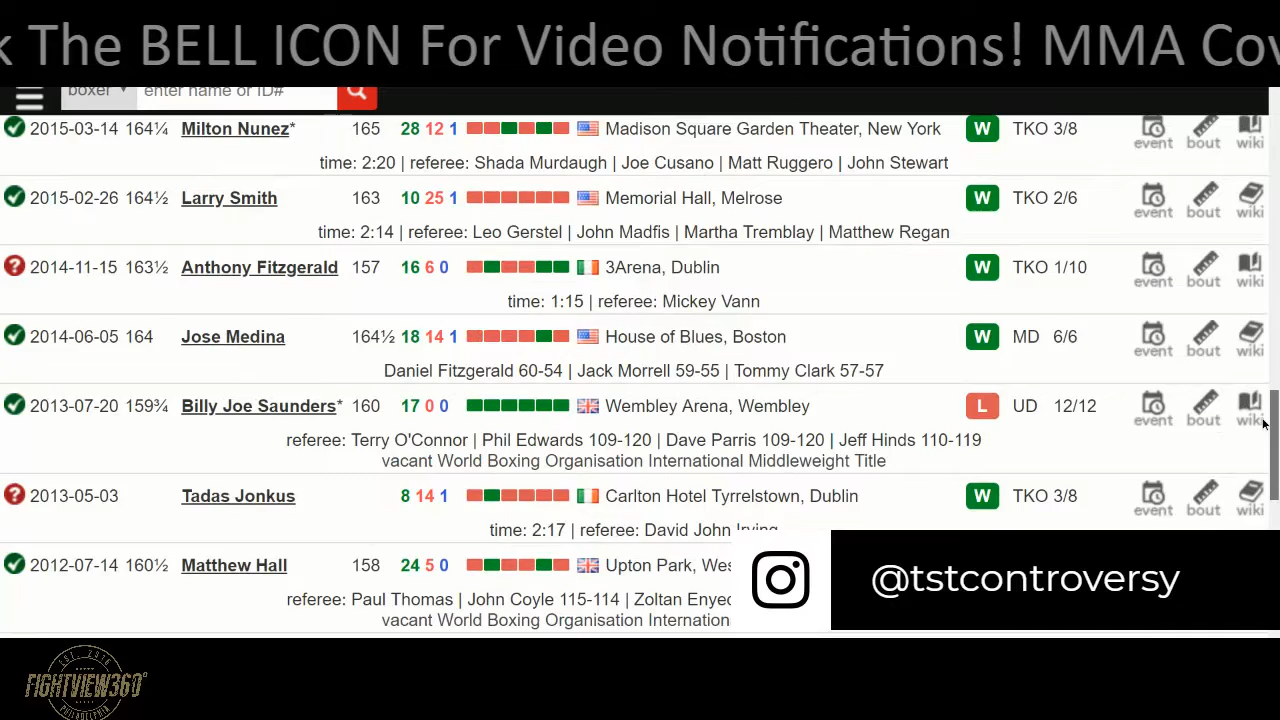 k The BELL ICON For Video Notifications! MMA Cov
boxer enter name or ID#
2015-03-14 164¼ Milton Nunez* 165 28 12 1 Madison Square Garden Theater, New York W TKO 3/8 event bout wiki
time: 2:20 | referee: Shada Murdaugh | Joe Cusano | Matt Ruggero | John Stewart
2015-02-26 164½ Larry Smith 163 10 25 1 Memorial Hall, Melrose W TKO 2/6 event bout wiki
time: 2:14 | referee: Leo Gerstel | John Madfis | Martha Tremblay | Matthew Regan
2014-11-15 163½ Anthony Fitzgerald 157 16 6 0 3Arena, Dublin W TKO 1/10 event bout wiki
time: 1:15 | referee: Mickey Vann
2014-06-05 164 Jose Medina 164½ 18 14 1 House of Blues, Boston W MD 6/6 event bout wiki
Daniel Fitzgerald 60-54 | Jack Morrell 59-55 | Tommy Clark 57-57
2013-07-20 159¾ Billy Joe Saunders* 160 17 0 0 Wembley Arena, Wembley L UD 12/12 event bout wiki
referee: Terry O'Connor | Phil Edwards 109-120 | Dave Parris 109-120 | Jeff Hinds 110-119
vacant World Boxing Organisation International Middleweight Title
2013-05-03 Tadas Jonkus 8 14 1 Carlton Hotel Tyrrelstown, Dublin W TKO 3/8 event bout wiki
time: 2:17 | referee: David John Irving
2012-07-14 160½ Matthew Hall 158 24 5 0 Upton Park, Wes
referee: Paul Thomas | John Coyle 115-114 | Zoltan Enyed
vacant World Boxing Organisation Internation
@tstcontroversy
EST. 2016
FIGHTVIEW360°
PHILADELPHIA